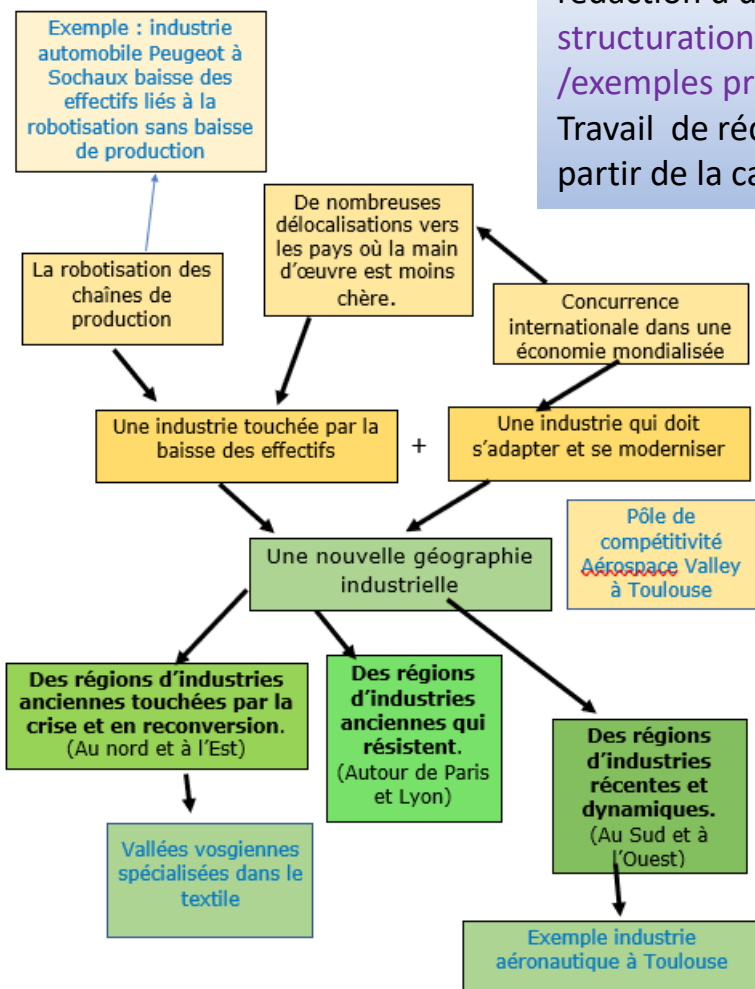 Exemple : industrie
automobile Peugeot à
Sochaux baisse des
effectifs liés à la
robotisation sans baisse
de production
structuration
/exemples pr
Travail de réd
partir de la ca
De nombreuses
délocalisations vers
les pays où la main
d'œuvre est moins
chère.
La robotisation des
chaînes de
production
Concurrence
internationale dans une
économie mondialisée
Une industrie touchée par la
baisse des effectifs
+
Une industrie qui doit
s'adapter et se moderniser
Pôle de
compétitivité
Aérospace Valley
à Toulouse
Une nouvelle géographie
industrielle
Des régions d'industries
anciennes touchées par la
crise et en reconversion.
(Au nord et à l'Est)
Des régions
d'industries
anciennes qui
résistent.
(Autour de Paris
et Lyon)
Des régions
d'industries
récentes et
dynamiques.
(Au Sud et à
l'Ouest)
Vallées vosgiennes
spécialisées dans le
textile
Exemple industrie
aéronautique à Toulouse